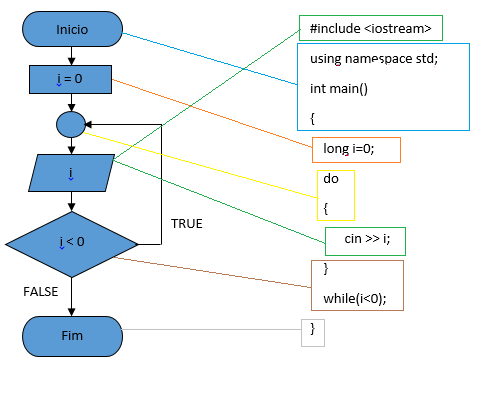 Inicio
i = 0
i
i < 0
TRUE
FALSE
Fim
#include <iostream>
using namespace std;
int main()
{
long i=0;
do
{
cin >> i;
}
while(i<0);
}